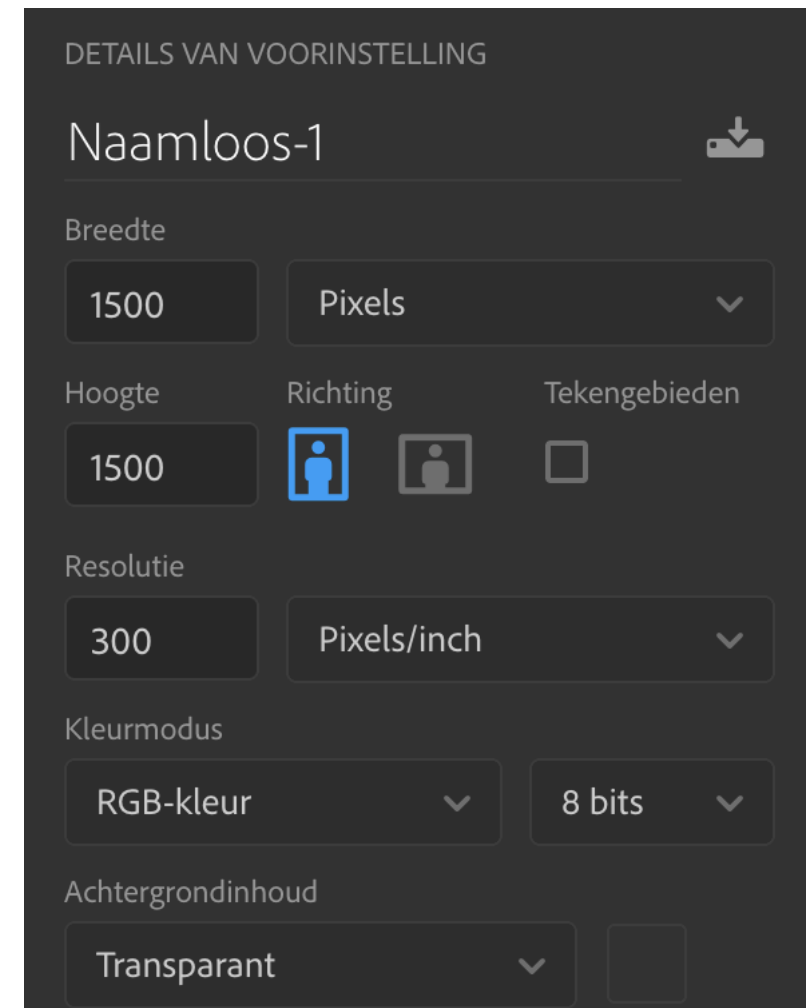 DETAILS VAN VOORINSTELLING
Naamloos-1
Breedte
1500 Pixels
Hoogte Richting Tekengebieden
1500
Resolutie
300 Pixels/inch
Kleurmodus
RGB-kleur 8 bits
Achtergrondinhoud
Transparant